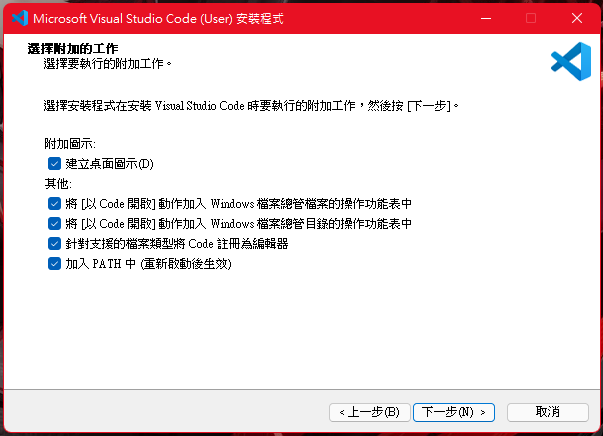 Microsoft Visual Studio Code (User) 安裝程式
選擇附加的工作
選擇要執行的附加工作。
選擇安裝程式在安裝 Visual Studio Code 時要執行的附加工作，然後按 [下一步]。
附加圖示:
建立桌面圖示(D)
其他:
將 [以 Code 開啟] 動作加入 Windows 檔案總管檔案的操作功能表中
將 [以 Code 開啟] 動作加入 Windows 檔案總管目錄的操作功能表中
針對支援的檔案類型將 Code 註冊為編輯器
加入 PATH 中 (重新啟動後生效)
< 上一步(B) 下一步(N) > 取消